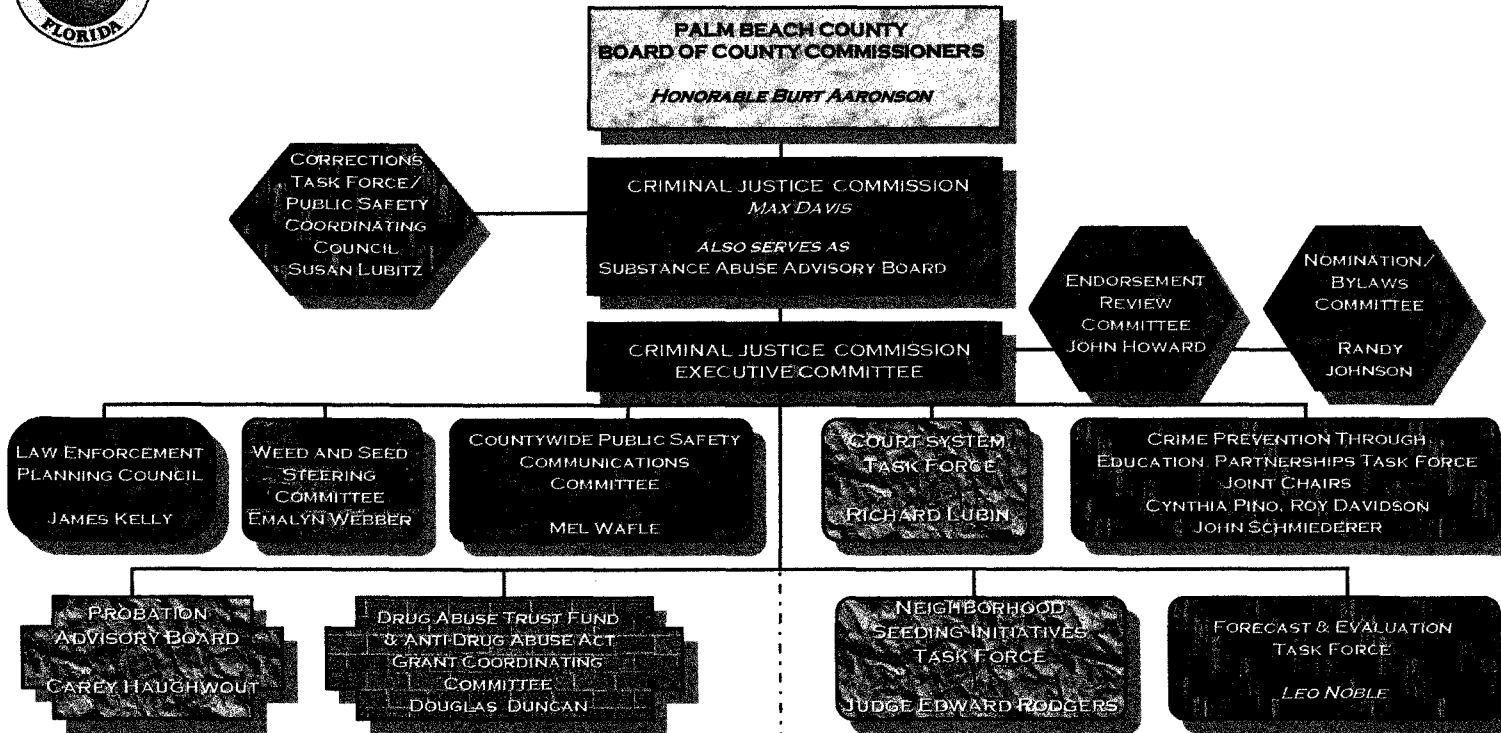 FLORIDA
PALM BEACH COUNTY
BOARD OF COUNTY COMMISSIONERS
HONORABLE BURT AARONSON
CORRECTIONS
TASK FORCE/
PUBLIC SAFETY
COORDINATING
COUNCIL
SUSAN LUBITZ
CRIMINAL JUSTICE COMMISSION
MAX DAVIS
ALSO SERVES AS
SUBSTANCE ABUSE ADVISORY BOARD
ENDORSEMENT
REVIEW
COMMITTEE
JOHN HOWARD
NOMINATION/
BYLAWS
COMMITTEE
RANDY
JOHNSON
CRIMINAL JUSTICE COMMISSION
EXECUTIVE COMMITTEE
LAW ENFORCEMENT
PLANNING COUNCIL
JAMES KELLY
WEED AND SEED
STEERING
COMMITTEE
EMALYN WEBBER
COUNTYWIDE PUBLIC SAFETY
COMMUNICATIONS
COMMITTEE
MEL WAFLE
COURT SYSTEM
TASK FORCE
RICHARD LUBIN
CRIME PREVENTION THROUGH
EDUCATION, PARTNERSHIPS TASK FORCE
JOINT CHAIRS
CYNTHIA PINO, ROY DAVIDSON
JOHN SCHMIEDERER
PROBATION
ADVISORY BOARD
CAREY HAUGHWOUT
DRUG ABUSE TRUST FUND
& ANTI-DRUG ABUSE ACT
GRANT COORDINATING
COMMITTEE
DOUGLAS DUNCAN
NEIGHBORHOOD
SEEDING INITIATIVES
TASK FORCE
JUDGE EDWARD RODGERS
FORECAST & EVALUATION
TASK FORCE
LEO NOBLE